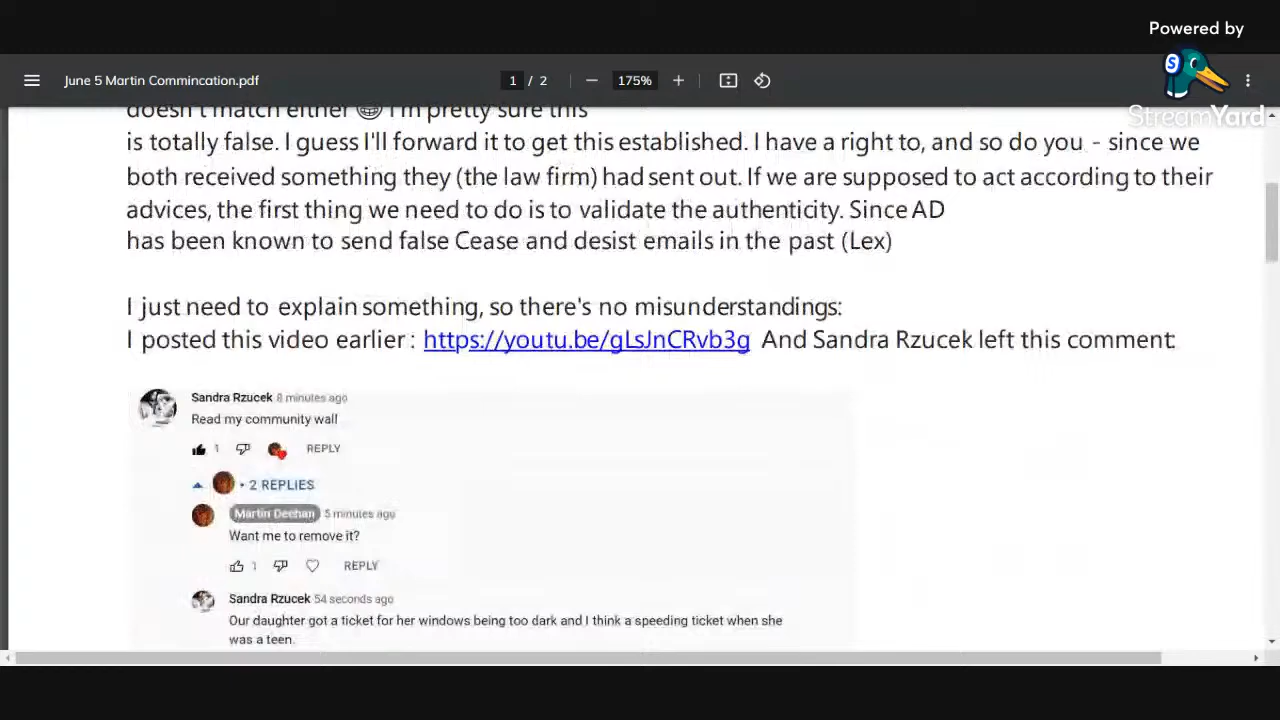 Powered by
StreamYard
June 5 Martin Commincation.pdf
1 / 2
175%
doesn't match either 😁 I'm pretty sure this
is totally false. I guess I'll forward it to get this established. I have a right to, and so do you - since we
both received something they (the law firm) had sent out. If we are supposed to act according to their
advices, the first thing we need to do is to validate the authenticity. Since AD
has been known to send false Cease and desist emails in the past (Lex)
I just need to explain something, so there's no misunderstandings:
I posted this video earlier : https://youtu.be/gLsJnCRvb3g And Sandra Rzucek left this comment:
Sandra Rzucek 8 minutes ago
Read my community wall
1 REPLY
• 2 REPLIES
Martin Deehan 5 minutes ago
Want me to remove it?
1 REPLY
Sandra Rzucek 54 seconds ago
Our daughter got a ticket for her windows being too dark and I think a speeding ticket when she
was a teen.